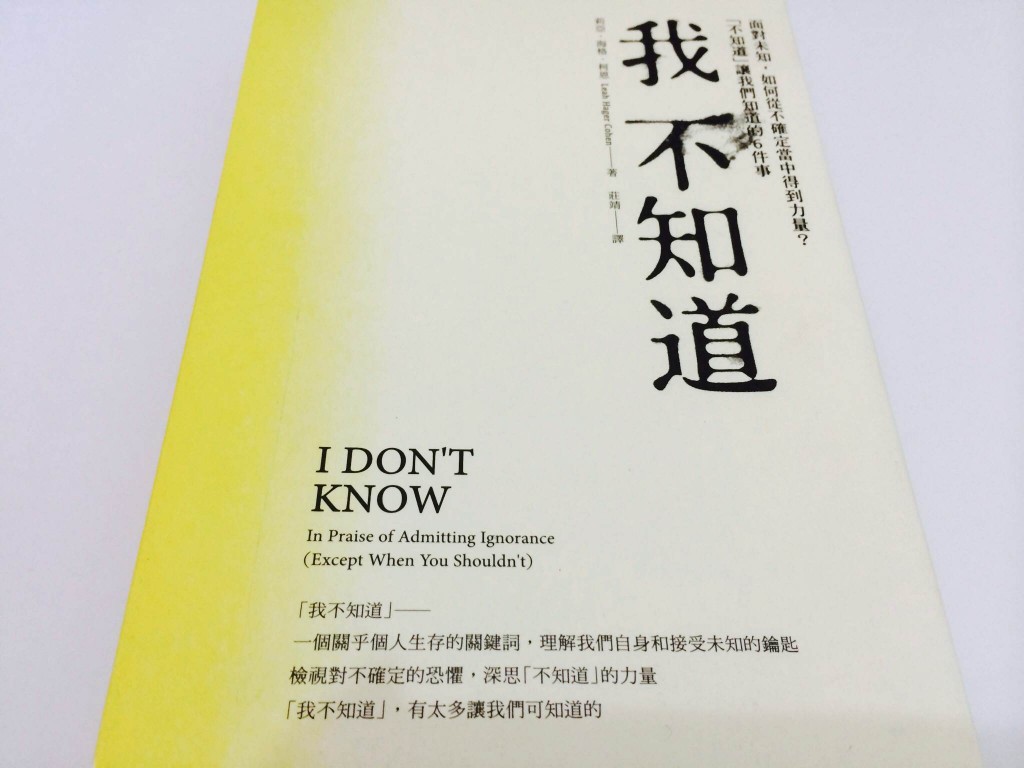 面對未知，如何從不確定當中得到力量？
「不知道」讓我們知道的6件事
我不知道
莉亞・海格・柯恩 Leah Hager Cohen——著 莊靖——譯
I DON'T
KNOW
In Praise of Admitting Ignorance
(Except When You Shouldn't)
「我不知道」——
一個關乎個人生存的關鍵詞，理解我們自身和接受未知的鑰匙
檢視對不確定的恐懼，深思「不知道」的力量
「我不知道」，有太多讓我們可知道的